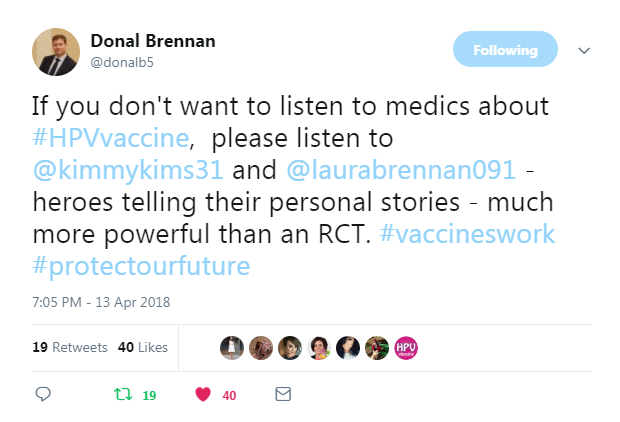 Donal Brennan
@donalb5
Following
If you don't want to listen to medics about
#HPVvaccine, please listen to
@kimmykims31 and @laurabrennan091 -
heroes telling their personal stories - much
more powerful than an RCT. #vaccineswork
#protectourfuture
7:05 PM - 13 Apr 2018
19 Retweets 40 Likes
HPV
vaccine
19 40